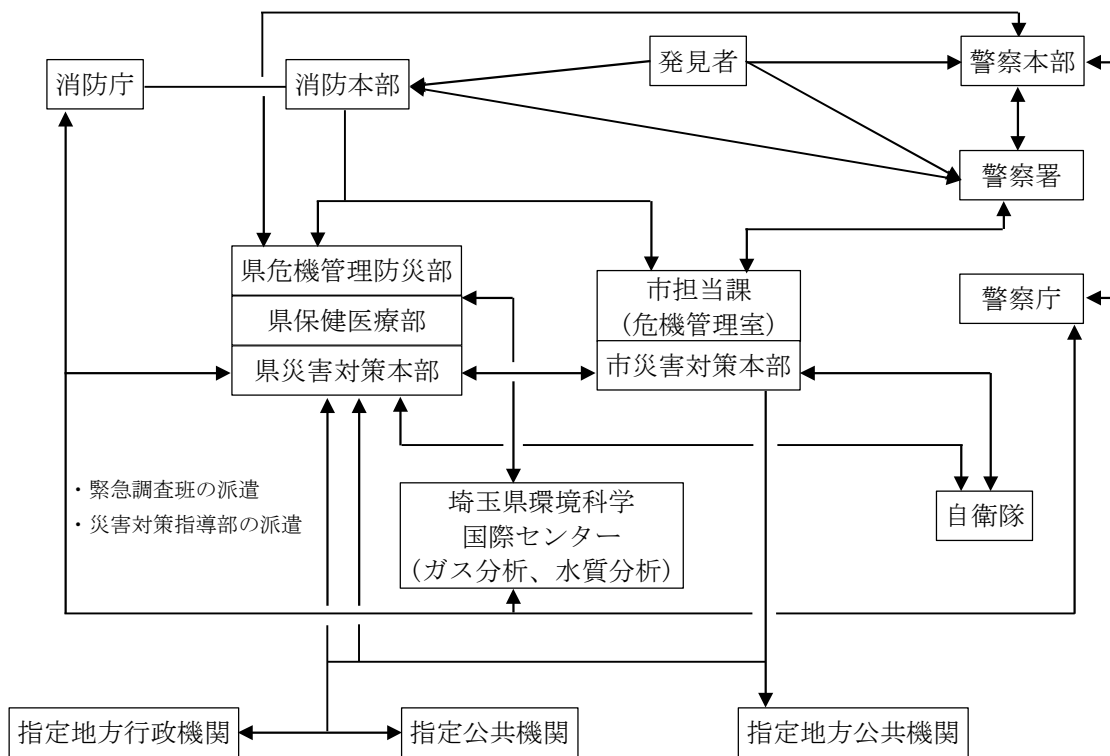 発見者
警察本部
消防庁
消防本部
警察署
県危機管理防災部
県保健医療部
県災害対策本部
市担当課
（危機管理室）
市災害対策本部
警察庁
・緊急調査班の派遣
・災害対策指導部の派遣
埼玉県環境科学
国際センター
（ガス分析、水質分析）
自衛隊
指定地方行政機関
指定公共機関
指定地方公共機関